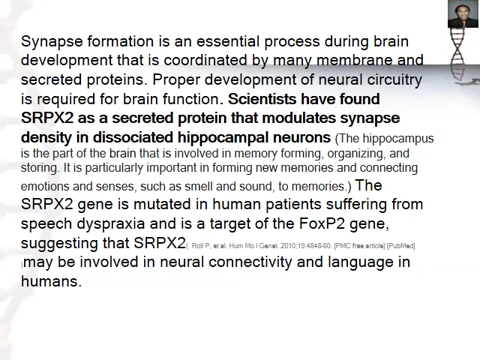 Synapse formation is an essential process during brain
development that is coordinated by many membrane and
secreted proteins. Proper development of neural circuitry
is required for brain function. Scientists have found
SRPX2 as a secreted protein that modulates synapse
density in dissociated hippocampal neurons (The hippocampus
is the part of the brain that is involved in memory forming, organizing, and
storing. It is particularly important in forming new memories and connecting
emotions and senses, such as smell and sound, to memories.) The
SRPX2 gene is mutated in human patients suffering from
speech dyspraxia and is a target of the FoxP2 gene,
suggesting that SRPX2( Roll P, et al. Hum Mo l Genet. 2010;19:4848-60. [PMC free article] [PubMed]
)may be involved in neural connectivity and language in
humans.